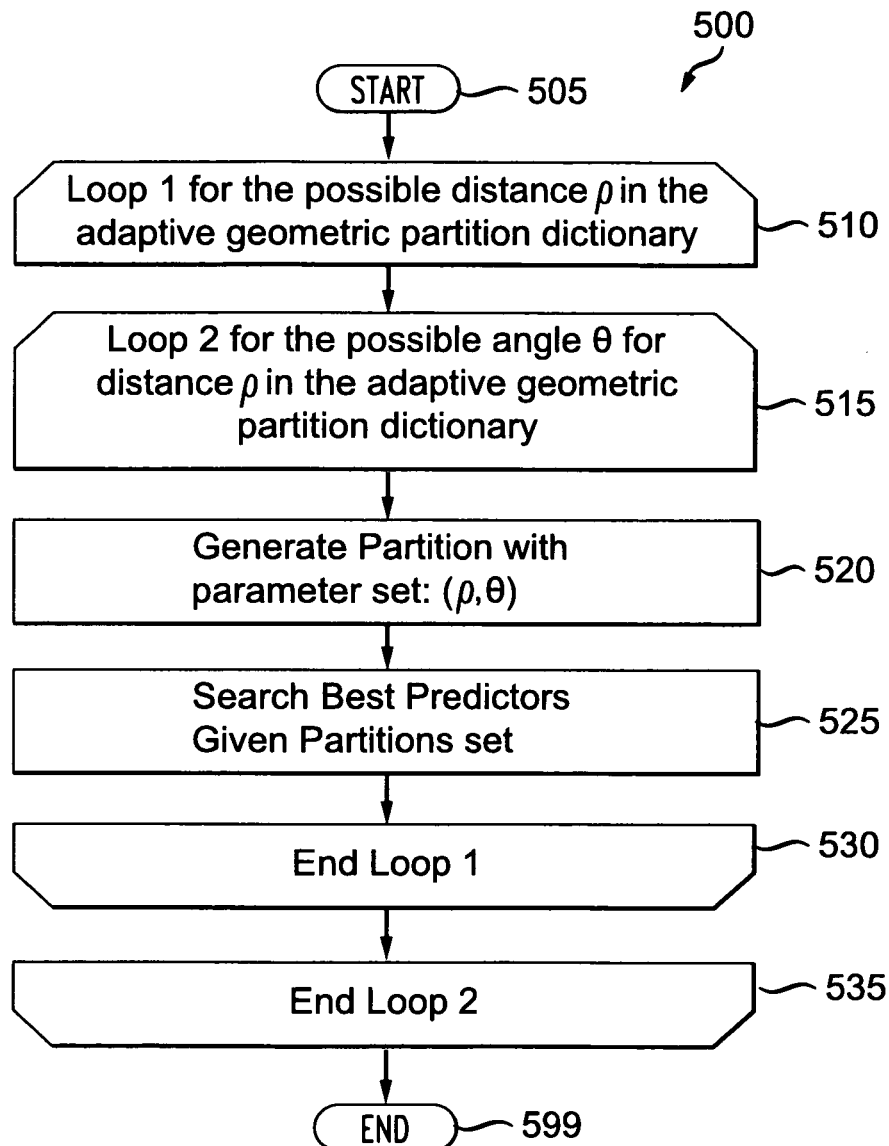 500
START
505
Loop 1 for the possible distance ρ in the
adaptive geometric partition dictionary
510
Loop 2 for the possible angle θ for
distance ρ in the adaptive geometric
partition dictionary
515
Generate Partition with
parameter set: (ρ,θ)
520
Search Best Predictors
Given Partitions set
525
End Loop 1
530
End Loop 2
535
END
599